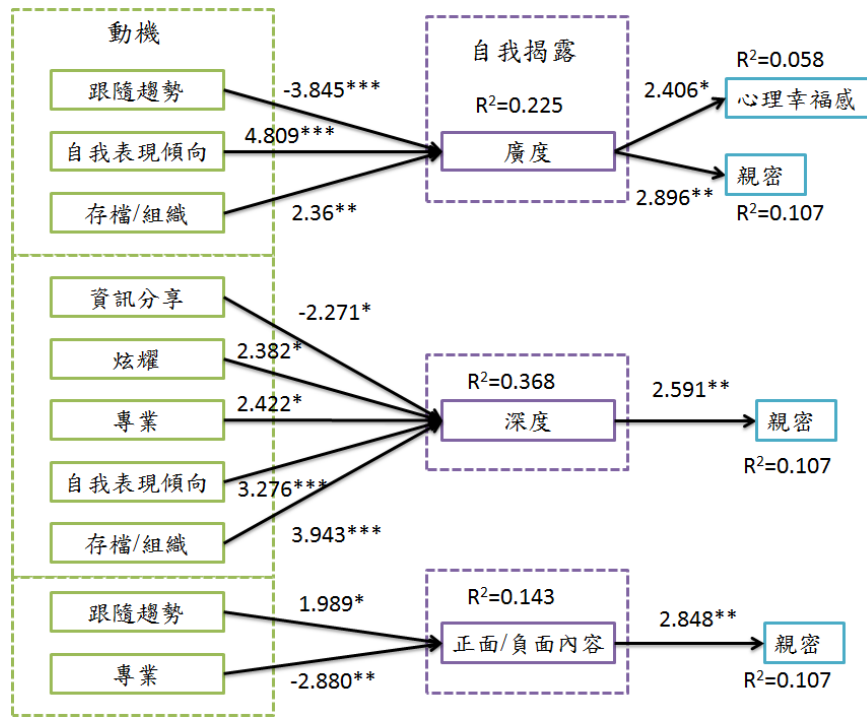 動機
跟隨趨勢
自我表現傾向
存檔/組織
-3.845***
4.809***
2.36**
自我揭露
R²=0.225
廣度
2.406*
2.896**
R²=0.058
心理幸福感
親密
R²=0.107
資訊分享
炫耀
專業
自我表現傾向
存檔/組織
-2.271*
2.382*
2.422*
3.276***
3.943***
R²=0.368
深度
2.591**
親密
R²=0.107
跟隨趨勢
專業
1.989*
-2.880**
R²=0.143
正面/負面內容
2.848**
親密
R²=0.107